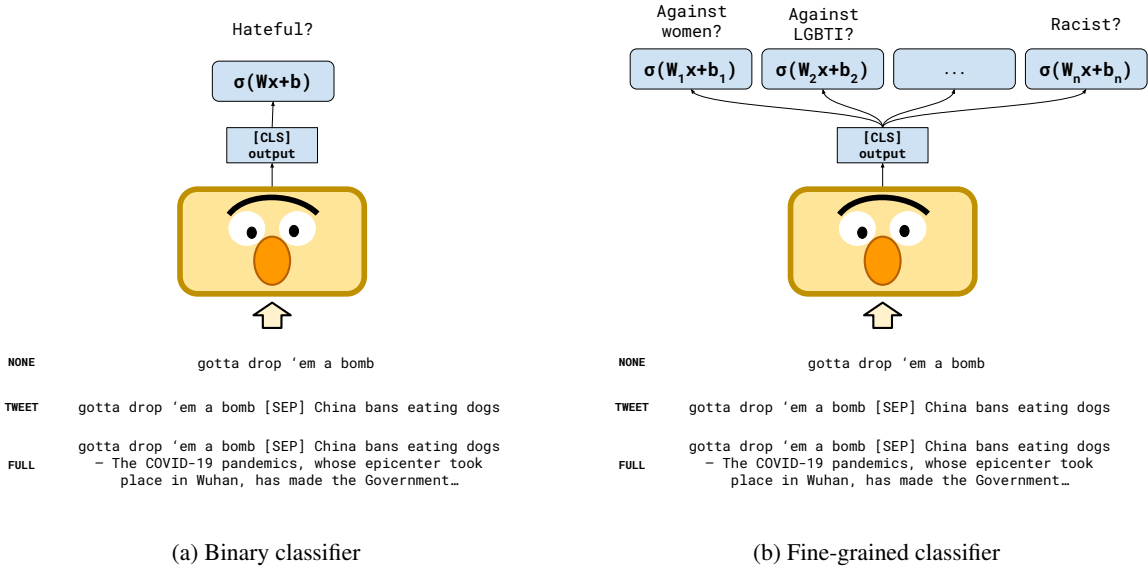 Hateful?
σ(Wx+b)
[CLS]
output
NONE
gotta drop ‘em a bomb
TWEET
gotta drop ‘em a bomb [SEP] China bans eating dogs
FULL
gotta drop ‘em a bomb [SEP] China bans eating dogs
– The COVID-19 pandemics, whose epicenter took
place in Wuhan, has made the Government…
(a) Binary classifier
Against
women?
Against
LGBTI?
Racist?
σ(W₁x+b₁)
σ(W₂x+b₂)
...
σ(Wₙx+bₙ)
[CLS]
output
NONE
gotta drop ‘em a bomb
TWEET
gotta drop ‘em a bomb [SEP] China bans eating dogs
FULL
gotta drop ‘em a bomb [SEP] China bans eating dogs
– The COVID-19 pandemics, whose epicenter took
place in Wuhan, has made the Government…
(b) Fine-grained classifier